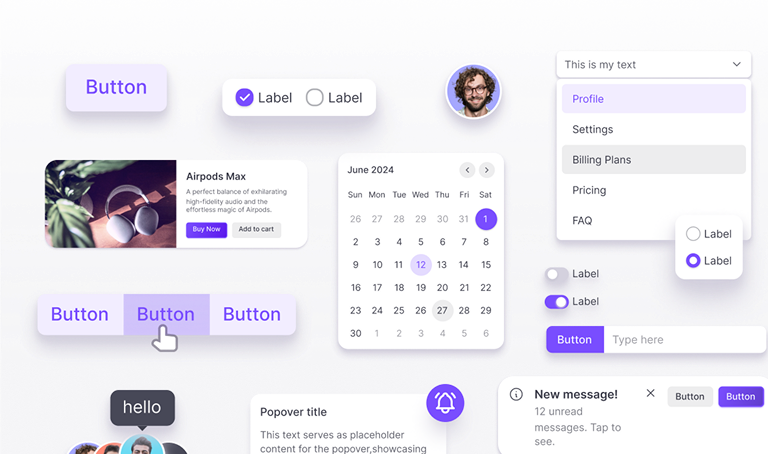 Button
Label Label
This is my text
Profile
Settings
Billing Plans
Pricing
FAQ
Airpods Max
A perfect balance of exhilarating
high-fidelity audio and the
effortless magic of Airpods.
Buy Now Add to cart
June 2024
Sun Mon Tue Wed Thu Fri Sat
26 27 28 29 30 31 1
2 3 4 5 6 7 8
9 10 11 12 13 14 15
16 17 18 19 20 21 22
23 24 25 26 27 28 29
30 1 2 3 4 5 6
Label
Label
Label
Label
Button Button Button
Button Type here
hello
Popover title
This text serves as placeholder
content for the popover,showcasing
New message!
12 unread
messages. Tap to
see.
Button Button